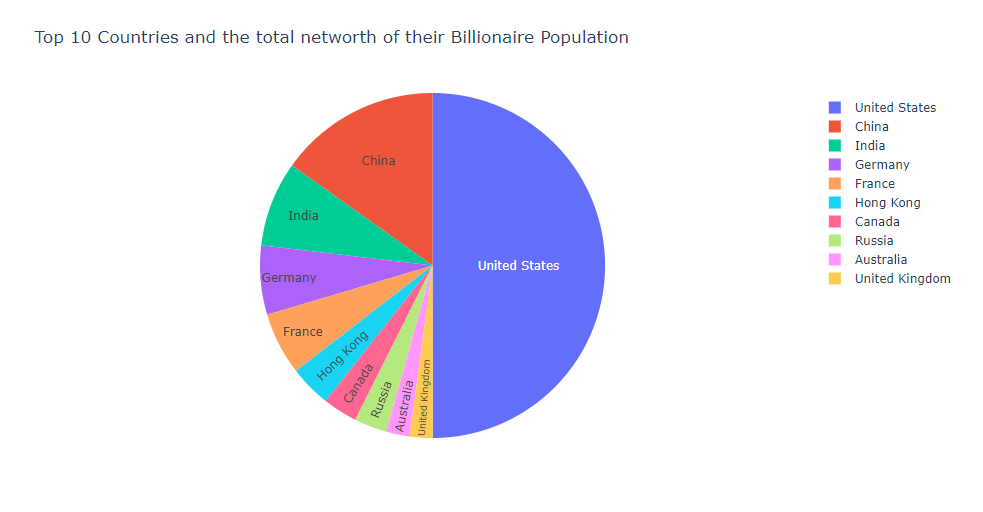 Top 10 Countries and the total networth of their Billionaire Population
China
India
Germany
France
Hong Kong
Canada
Russia
Australia
United Kingdom
United States
United States
China
India
Germany
France
Hong Kong
Canada
Russia
Australia
United Kingdom